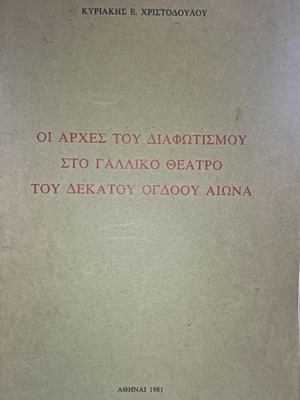 ΚΥΡΙΑΚΗΣ Ε. ΧΡΙΣΤΟΔΟΥΛΟΥ
ΟΙ ΑΡΧΕΣ ΤΟΥ ΔΙΑΦΩΤΙΣΜΟΥ
ΣΤΟ ΓΑΛΛΙΚΟ ΘΕΑΤΡΟ
ΤΟΥ ΔΕΚΑΤΟΥ ΟΓΔΟΟΥ ΑΙΩΝΑ
ΑΘΗΝΑΙ 1981